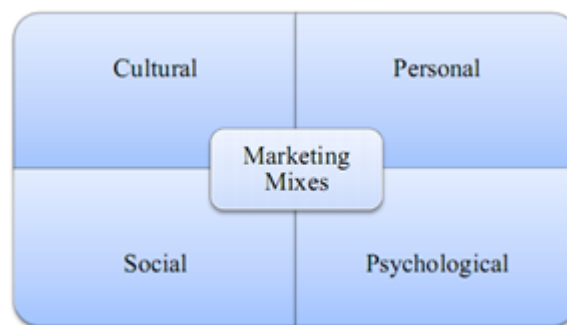 Cultural
Personal
Marketing
Mixes
Social
Psychological